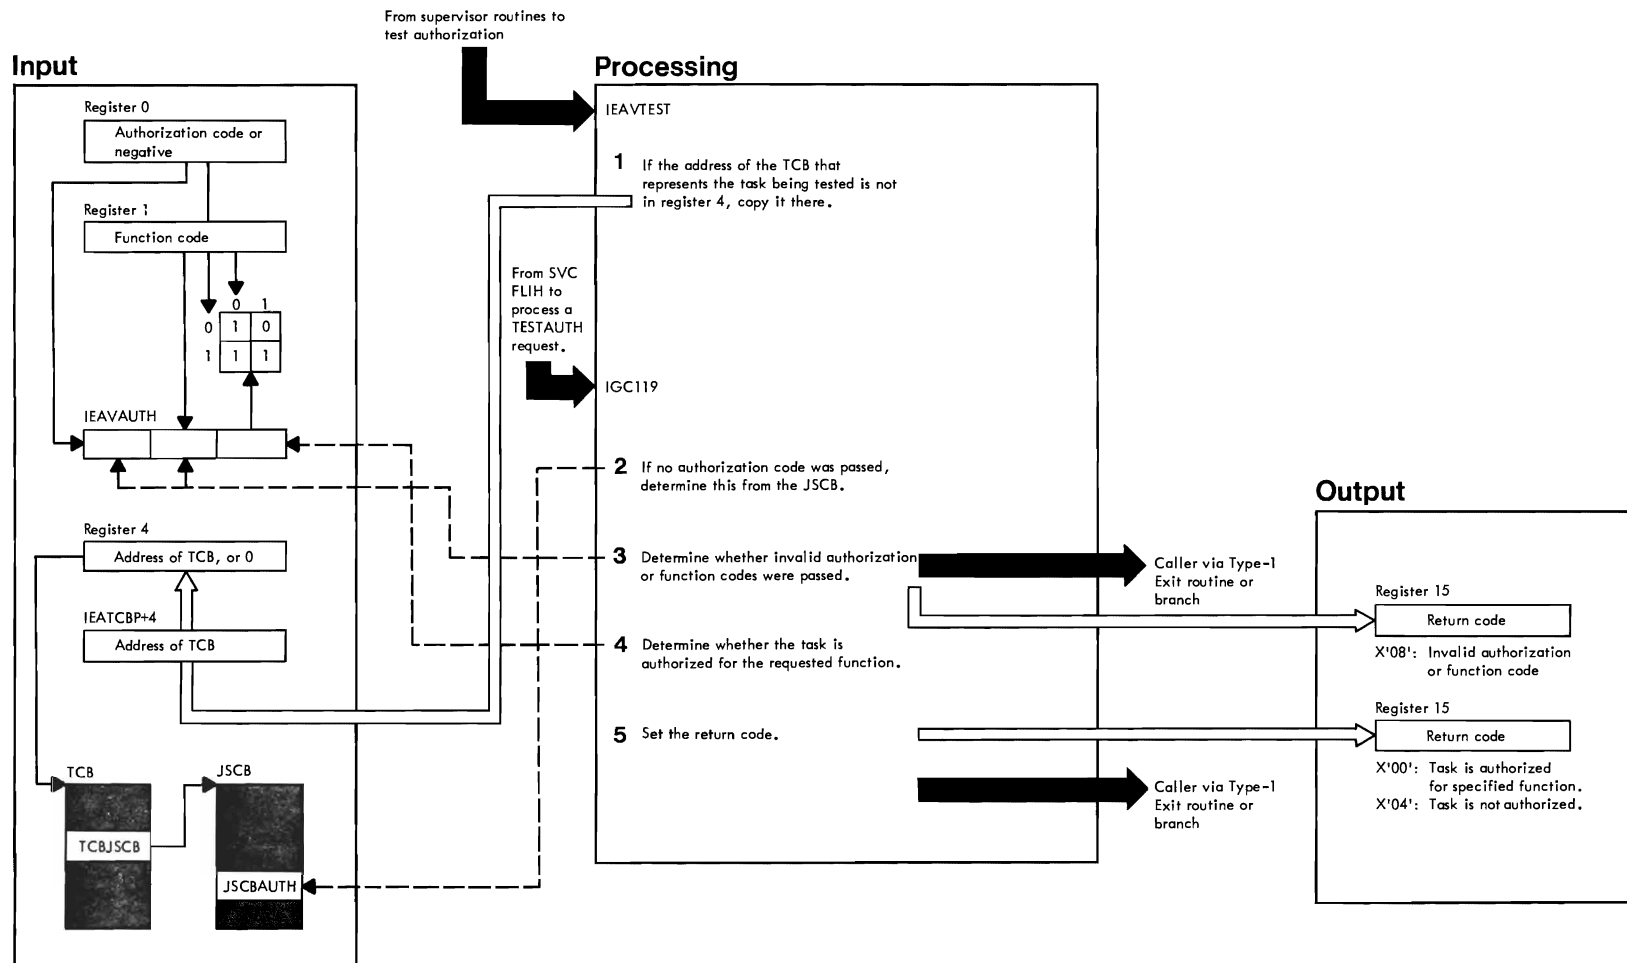 From supervisor routines to
test authorization
Input
Register 0
Authorization code or
negative
Register 1
Function code
0 1
0 1 0
1 1 1
IEAVAUTH
Register 4
Address of TCB, or 0
IEATCBP+4
Address of TCB
TCB
TCBJSCB
JSCB
JSCBAUTH
Processing
IEAVTEST
1 If the address of the TCB that
represents the task being tested is not
in register 4, copy it there.
From SVC
FLIH to
process a
TESTAUTH
request.
IGC119
2 If no authorization code was passed,
determine this from the JSCB.
3 Determine whether invalid authorization
or function codes were passed.
4 Determine whether the task is
authorized for the requested function.
5 Set the return code.
Caller via Type-1
Exit routine or
branch
Caller via Type-1
Exit routine or
branch
Output
Register 15
Return code
X'08': Invalid authorization
or function code
Register 15
Return code
X'00': Task is authorized
for specified function.
X'04': Task is not authorized.